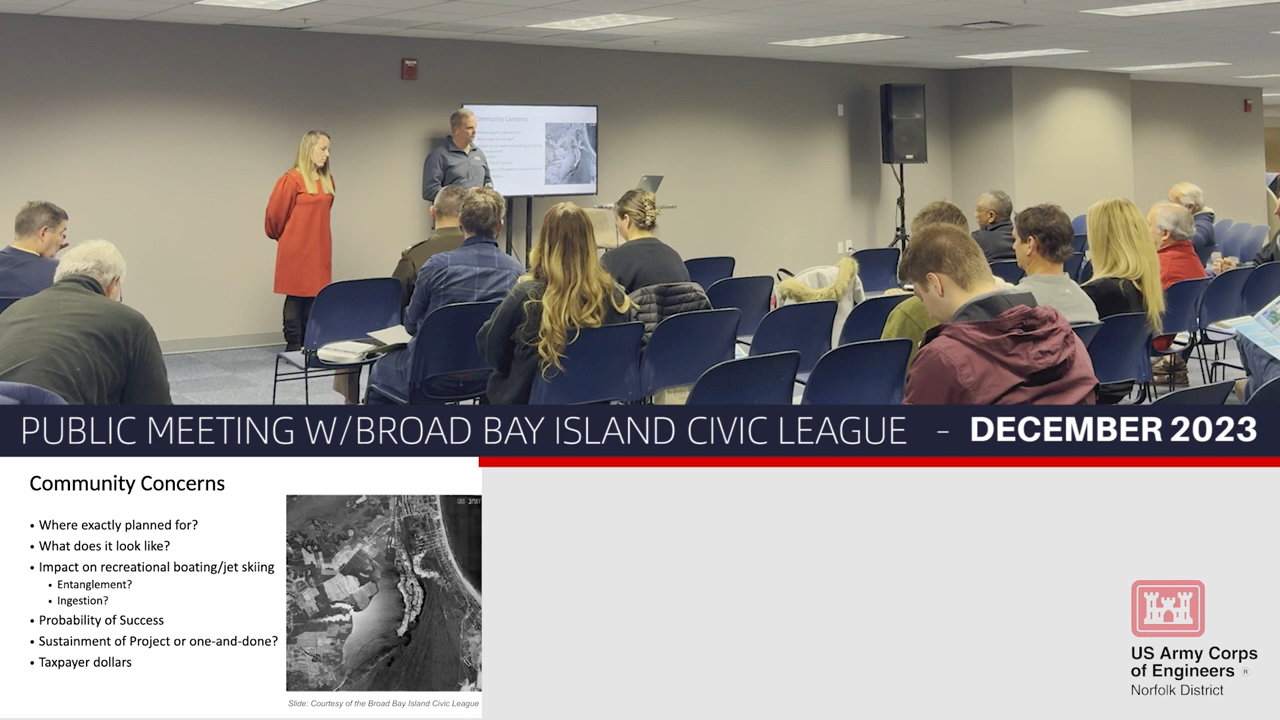 Community Concerns
PUBLIC MEETING W/BROAD BAY ISLAND CIVIC LEAGUE – DECEMBER 2023
Community Concerns
• Where exactly planned for?
• What does it look like?
• Impact on recreational boating/jet skiing
• Entanglement?
• Ingestion?
• Probability of Success
• Sustainment of Project or one-and-done?
• Taxpayer dollars
Slide: Courtesy of the Broad Bay Island Civic League
US Army Corps
of Engineers ®
Norfolk District